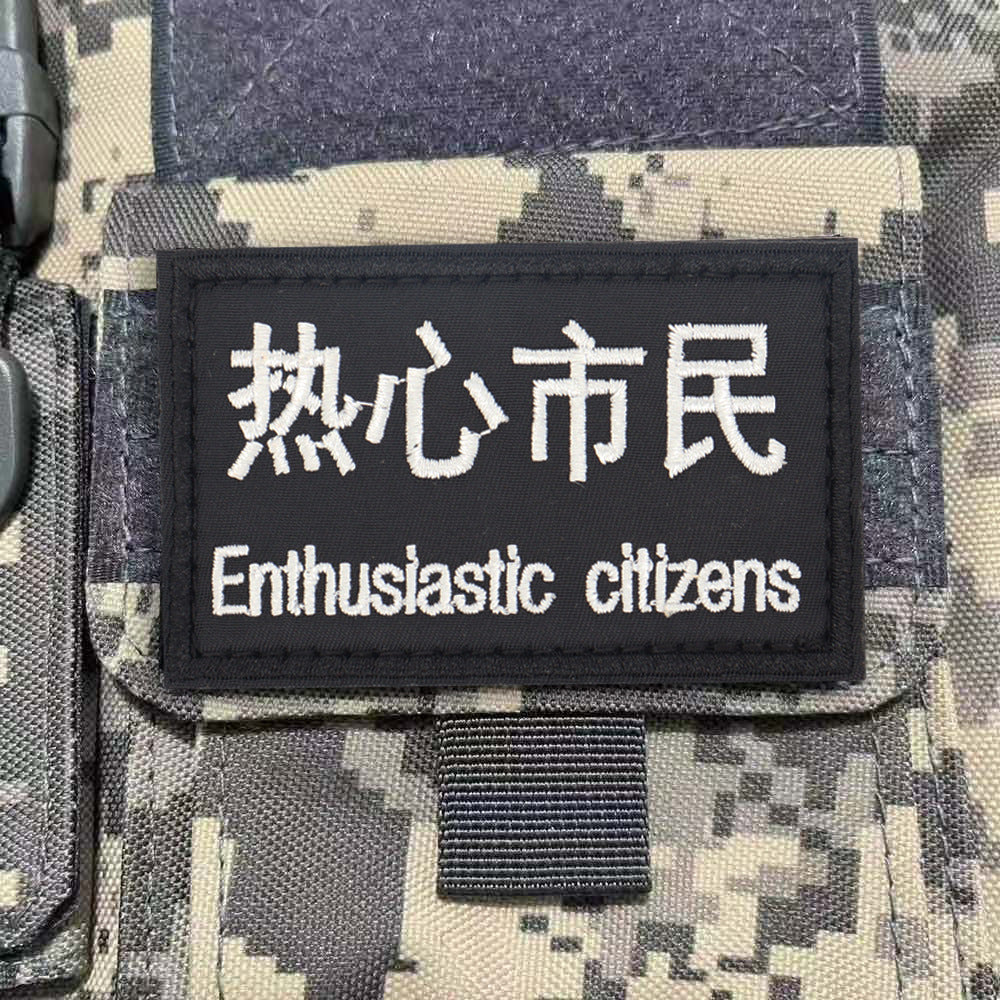 热心市民
Enthusiastic citizens